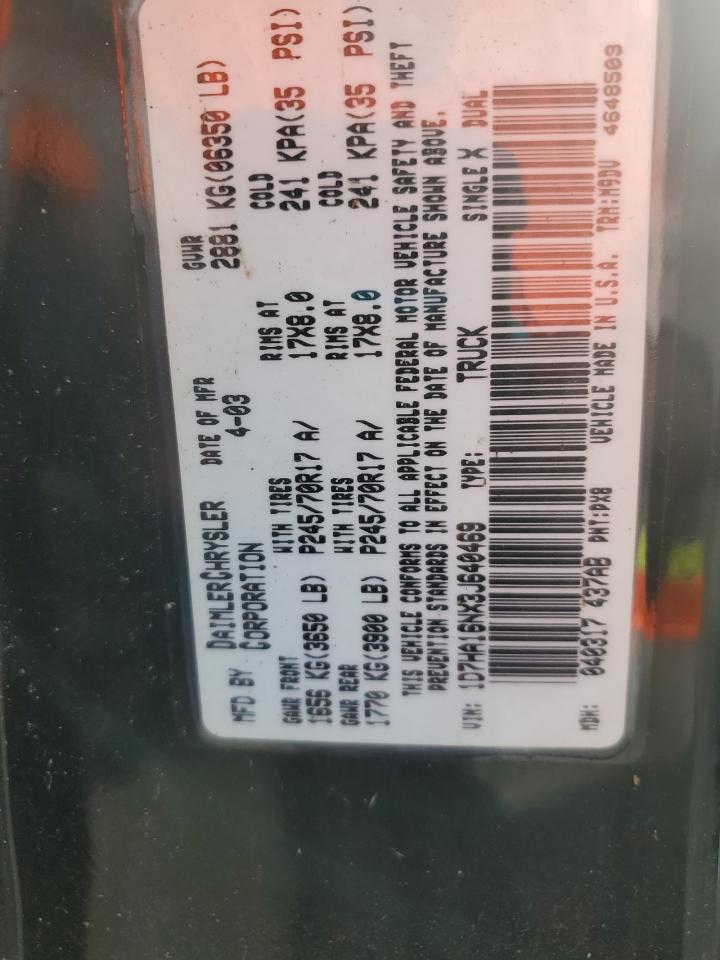 MFD BY DAIMLERCHRYSLER DATE OF MFR GVWR
CORPORATION 4-03 2881 KG(06350 LB)
GAWR FRONT WITH TIRES RIMS AT COLD
1656 KG(3650 LB) P245/70R17 A/ 17X8.0 241 KPA(35 PSI)
GAWR REAR WITH TIRES RIMS AT COLD
1770 KG(3900 LB) P245/70R17 A/ 17X8.0 241 KPA(35 PSI)
THIS VEHICLE CONFORMS TO ALL APPLICABLE FEDERAL MOTOR VEHICLE SAFETY AND THEFT
PREVENTION STANDARDS IN EFFECT ON THE DATE OF MANUFACTURE SHOWN ABOVE.
VIN: 1D7HA16NX3J640469 TYPE: TRUCK SINGLE X DUAL
MDH: 040317 437AB PNT:PX8 VEHICLE MADE IN U.S.A. TRM:M9DV 4648503